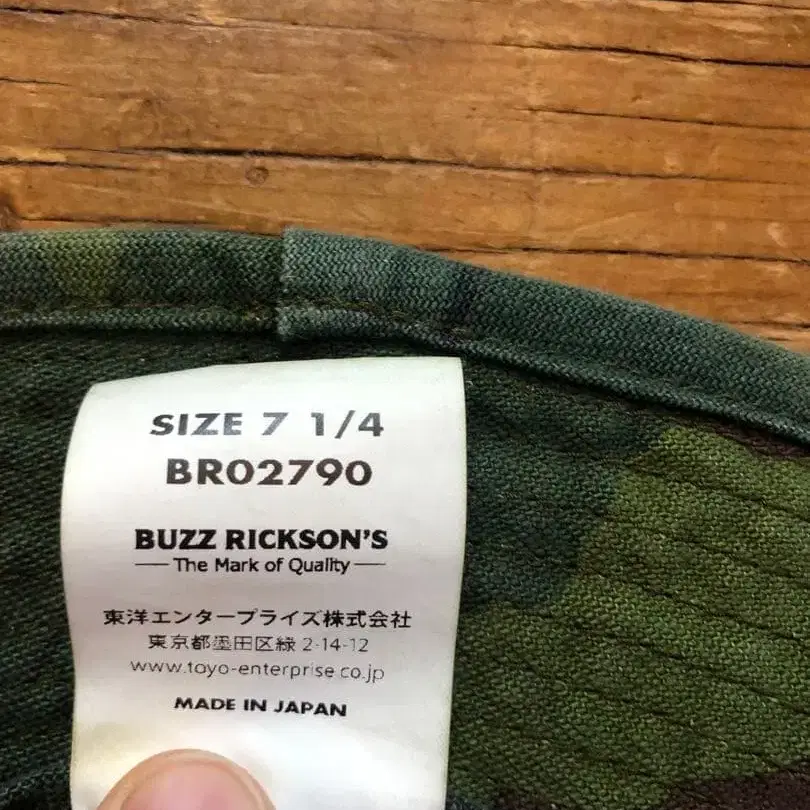 SIZE 7 1/4
BR02790
BUZZ RICKSON'S
The Mark of Quality
東洋エンタープライズ株式会社
東京都墨田区緑 2-14-12
www.toyo-enterprise.co.jp
MADE IN JAPAN